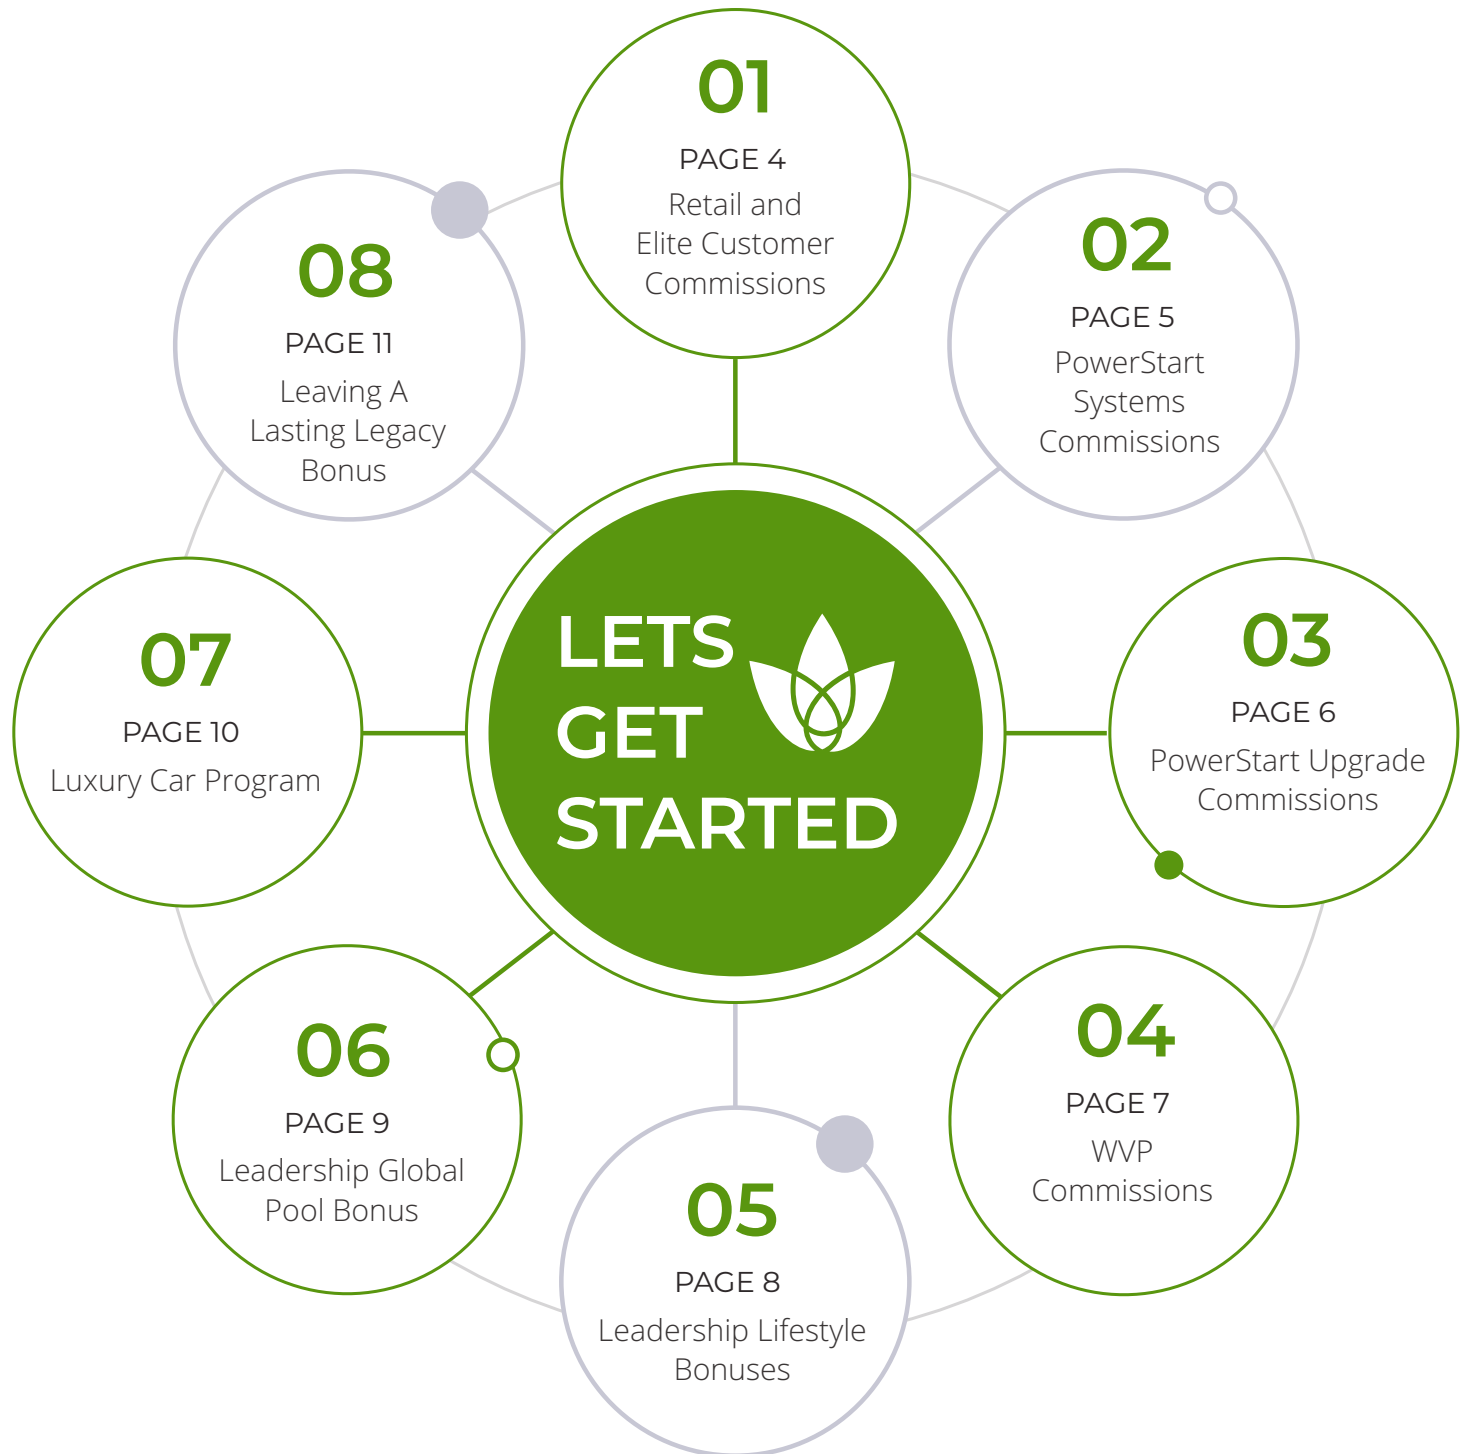 01
PAGE 4
Retail and
Elite Customer
Commissions
02
PAGE 5
PowerStart
Systems
Commissions
03
PAGE 6
PowerStart Upgrade
Commissions
04
PAGE 7
WVP
Commissions
05
PAGE 8
Leadership Lifestyle
Bonuses
06
PAGE 9
Leadership Global
Pool Bonus
07
PAGE 10
Luxury Car Program
08
PAGE 11
Leaving A
Lasting Legacy
Bonus
LETS
GET
STARTED